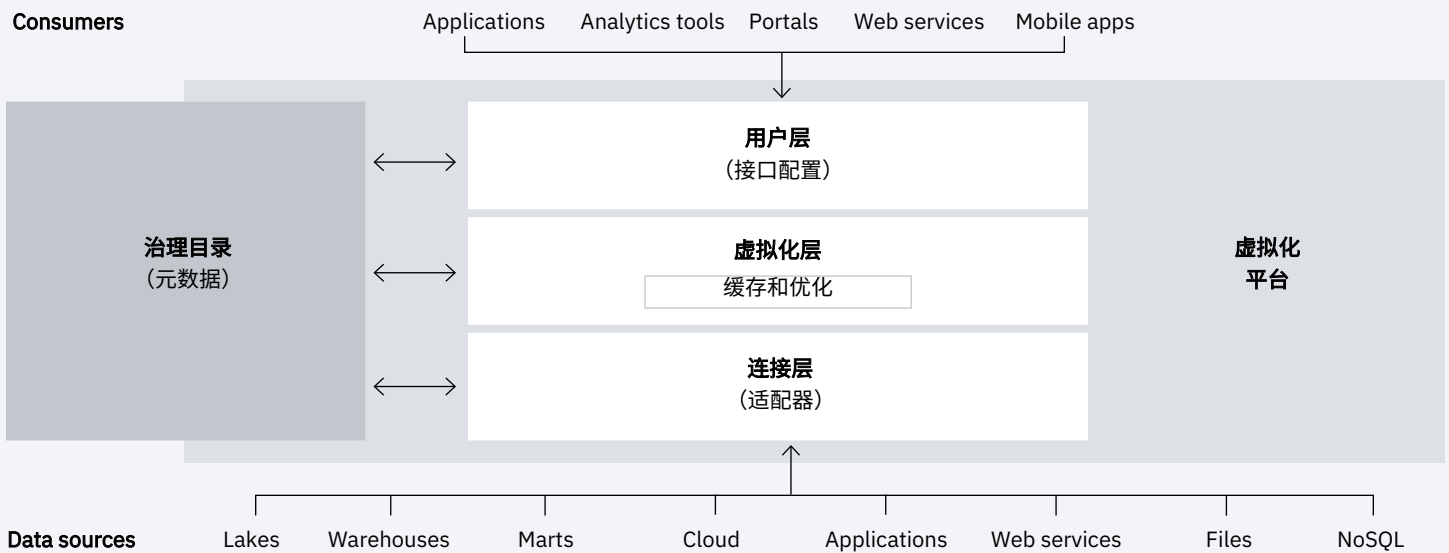 Consumers
Applications
Analytics tools
Portals
Web services
Mobile apps
用户层
（接口配置）
治理目录
（元数据）
虚拟化层
缓存和优化
虚拟化
平台
连接层
（适配器）
Data sources
Lakes
Warehouses
Marts
Cloud
Applications
Web services
Files
NoSQL